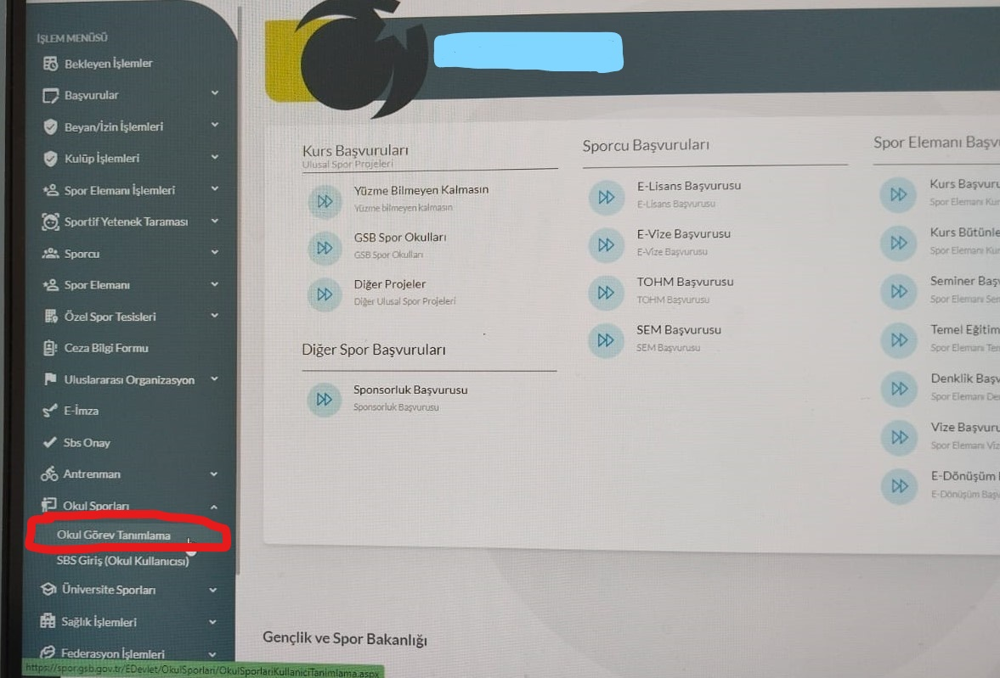 İŞLEM MENÜSÜ
Bekleyen İşlemler
Başvurular
Beyan/İzin İşlemleri
Kulüp İşlemleri
Spor Elemanı İşlemleri
Sportif Yetenek Taraması
Sporcu
Spor Elemanı
Özel Spor Tesisleri
Ceza Bilgi Formu
Uluslararası Organizasyon
E-İmza
Sbs Onay
Antrenman
Okul Sporları
Okul Görev Tanımlama
SBS Giriş (Okul Kullanıcısı)
Üniversite Sporları
Sağlık İşlemleri
Federasyon İşlemleri
https://spor.gsb.gov.tr/EDevlet/OkulSporlari/OkulSporlariKullaniciTanimlama.aspx
Kurs Başvuruları
Ulusal Spor Projeleri
Yüzme Bilmeyen Kalmasın
Yüzme bilmeyen kalmasın
GSB Spor Okulları
GSB Spor Okulları
Diğer Projeler
Diğer Ulusal Spor Projeleri
Diğer Spor Başvuruları
Sponsorluk Başvurusu
Sponsorluk Başvurusu
Sporcu Başvuruları
E-Lisans Başvurusu
E-Lisans Başvurusu
E-Vize Başvurusu
E-Vize Başvurusu
TOHM Başvurusu
TOHM Başvurusu
SEM Başvurusu
SEM Başvurusu
Spor Elemanı Başv
Kurs Başvuru
Spor Elemanı Kur
Kurs Bütünle
Spor Elemanı Kur
Seminer Başv
Spor Elemanı Sem
Temel Eğitim
Spor Elemanı Tem
Denklik Başv
Spor Elemanı De
Vize Başvuru
Spor Elemanı Viz
E-Dönüşüm
E-Dönüşüm Başv
Gençlik ve Spor Bakanlığı